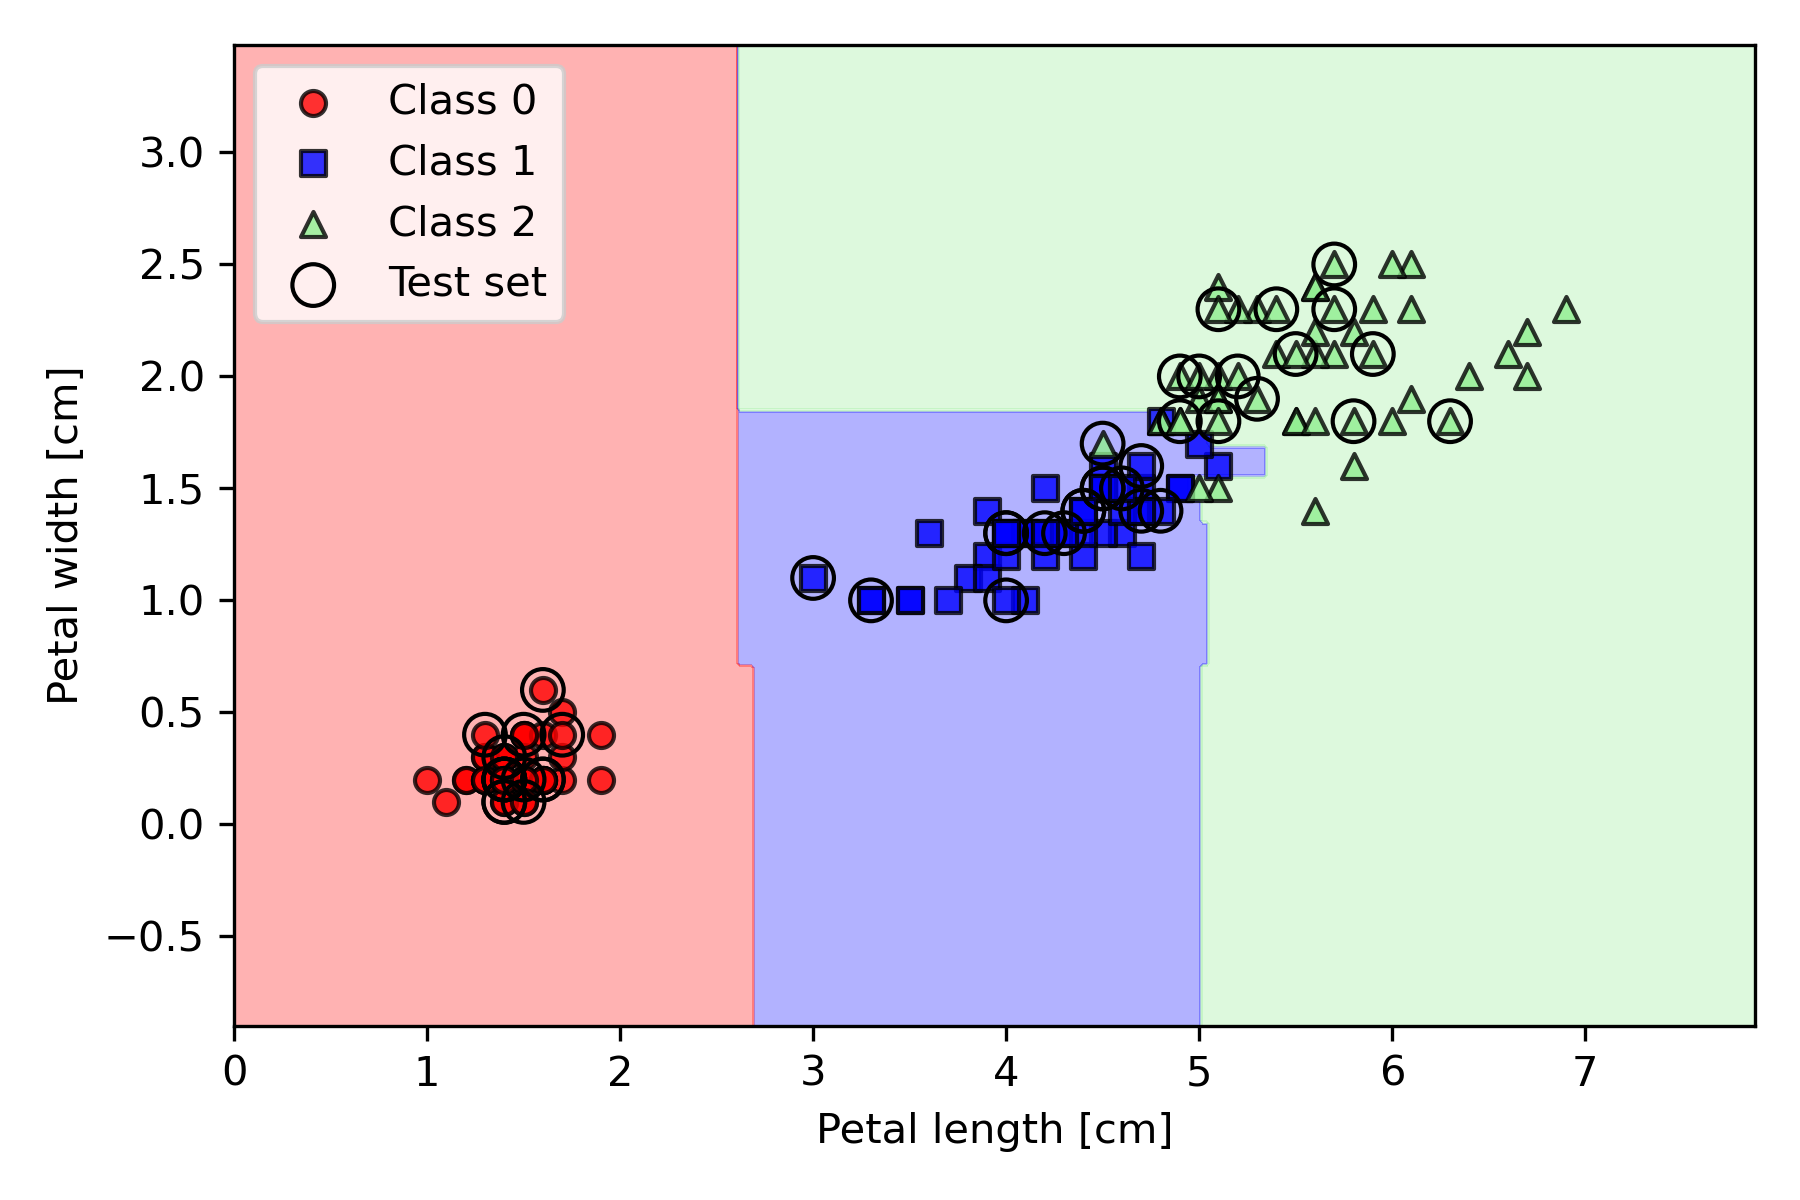 Class 0
Class 1
Class 2
Test set
3.0
2.5
2.0
1.5
1.0
0.5
0.0
−0.5
Petal width [cm]
0 1 2 3 4 5 6 7
Petal length [cm]